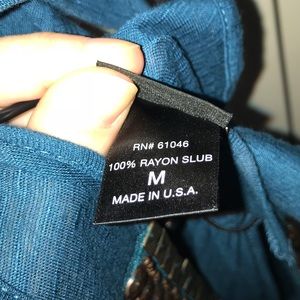 RN# 61046
100% RAYON SLUB
M
MADE IN U.S.A.